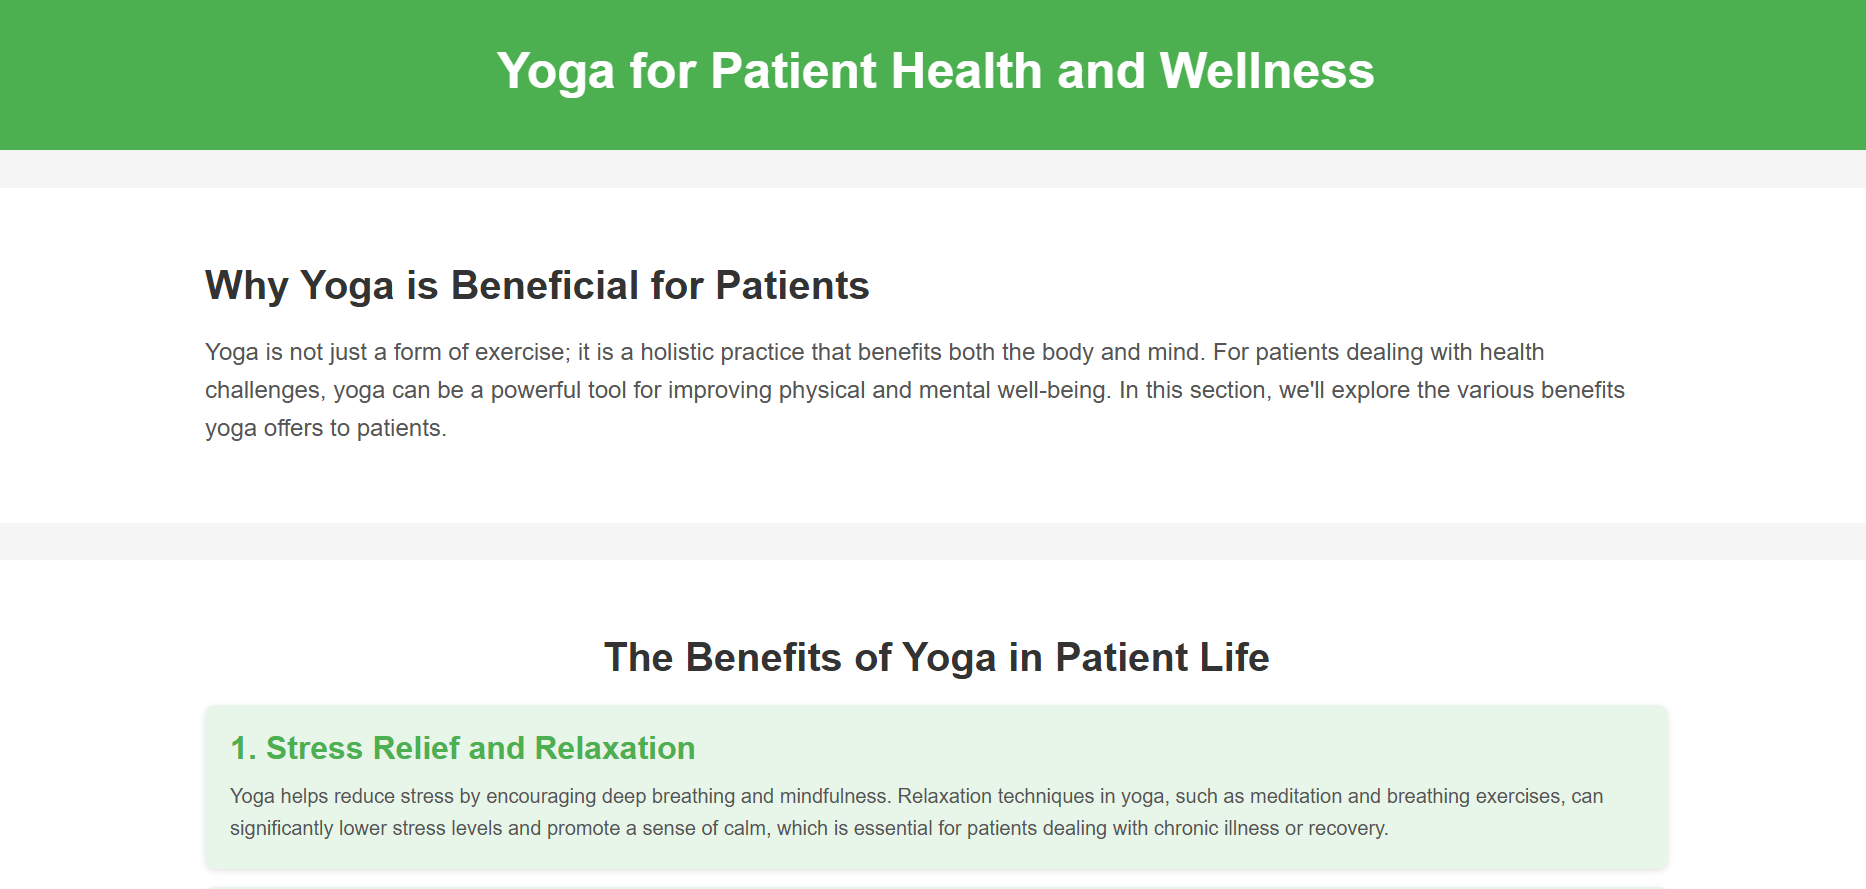 Yoga for Patient Health and Wellness
Why Yoga is Beneficial for Patients
Yoga is not just a form of exercise; it is a holistic practice that benefits both the body and mind. For patients dealing with health
challenges, yoga can be a powerful tool for improving physical and mental well-being. In this section, we'll explore the various benefits
yoga offers to patients.
The Benefits of Yoga in Patient Life
1. Stress Relief and Relaxation
Yoga helps reduce stress by encouraging deep breathing and mindfulness. Relaxation techniques in yoga, such as meditation and breathing exercises, can
significantly lower stress levels and promote a sense of calm, which is essential for patients dealing with chronic illness or recovery.